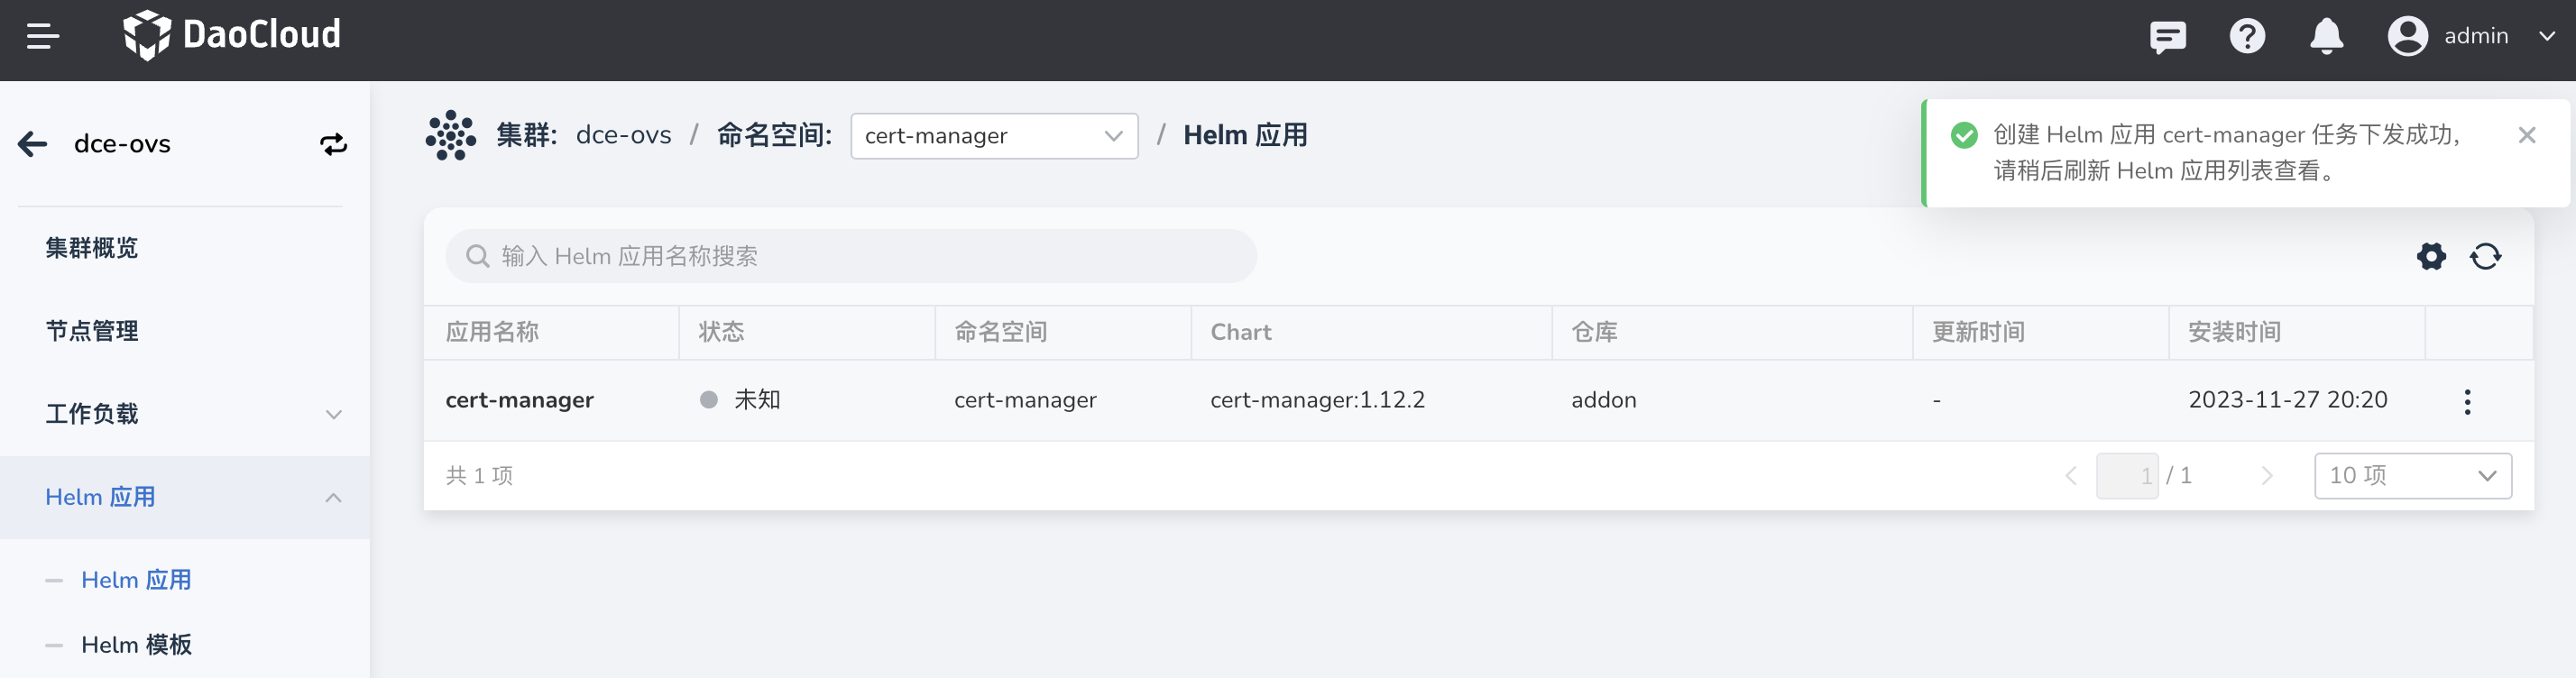 DaoCloud
admin
dce-ovs
集群概览
节点管理
工作负载
Helm 应用
Helm 应用
Helm 模板
集群: dce-ovs / 命名空间: cert-manager / Helm 应用
创建 Helm 应用 cert-manager 任务下发成功,
请稍后刷新 Helm 应用列表查看。
输入 Helm 应用名称搜索
应用名称 状态 命名空间 Chart 仓库 更新时间 安装时间
cert-manager 未知 cert-manager cert-manager:1.12.2 addon - 2023-11-27 20:20
共 1 项 1 / 1 10 项